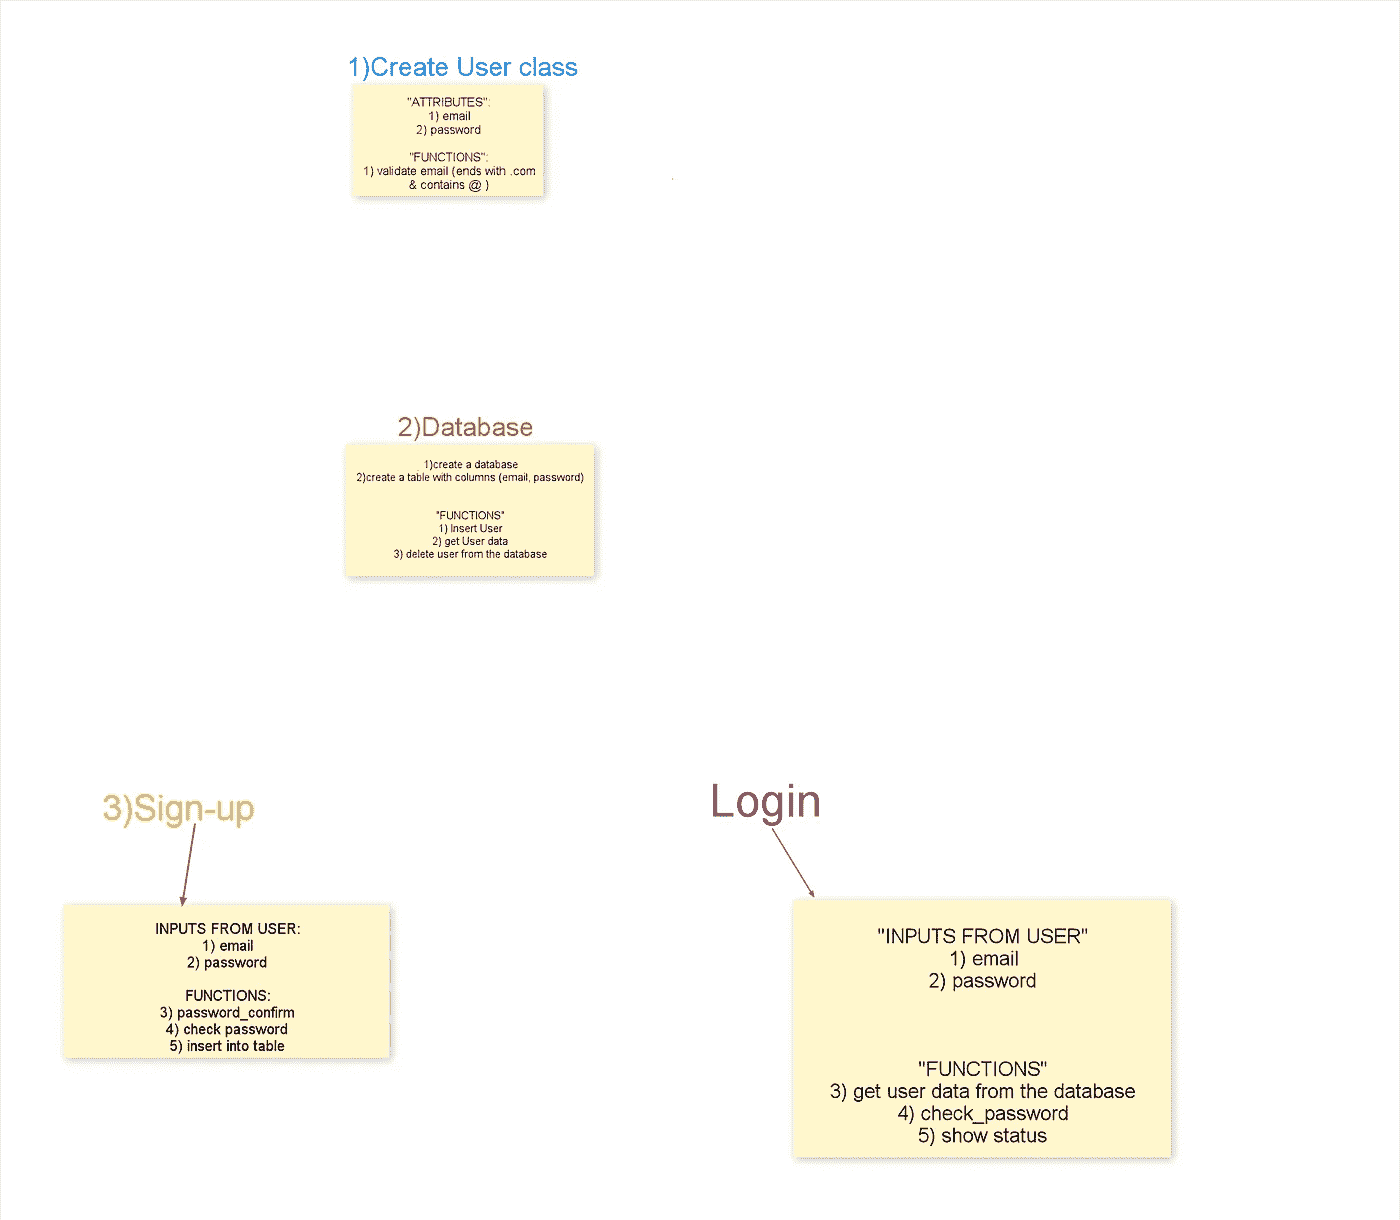 1)Create User class
"ATTRIBUTES":
1) email
2) password
"FUNCTIONS":
1) validate email (ends with .com
& contains @ )
2)Database
1)create a database
2)create a table with columns (email, password)
"FUNCTIONS"
1) Insert User
2) get User data
3) delete user from the database
3)Sign-up
INPUTS FROM USER:
1) email
2) password
FUNCTIONS:
3) password_confirm
4) check password
5) insert into table
Login
"INPUTS FROM USER"
1) email
2) password
"FUNCTIONS"
3) get user data from the database
4) check_password
5) show status